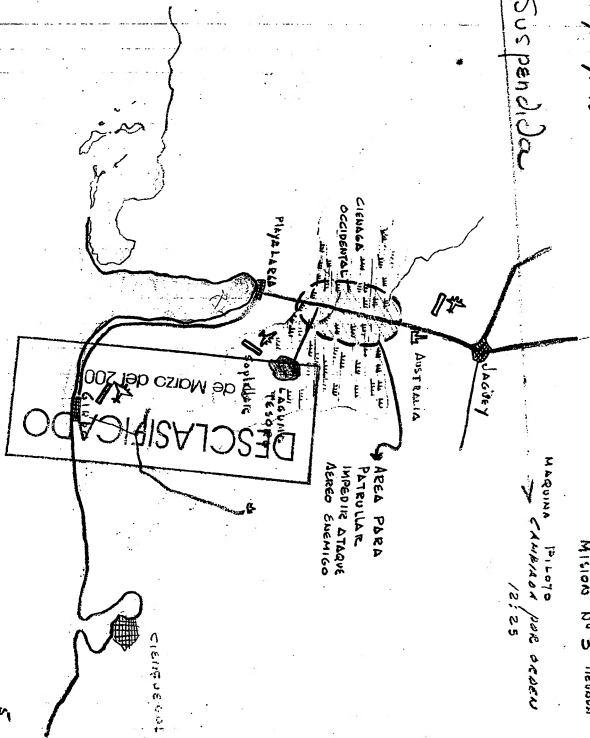 Suspendida
MISION Nº 5
MAQUINA PILOTO
CAMBIADA POR ORDEN
12:25
JAGÜEY
AUSTRALIA
CIENAGA
OCCIDENTAL
PLAYA LARGA
SOPLILLAR
LAGUNA
TESORO
AREA PARA
PATRULLAR
IMPEDIR ATAQUE
AEREO ENEMIGO
GIRON
CIENFUEGOS
DESCLASIFICADO
de Marzo del 200